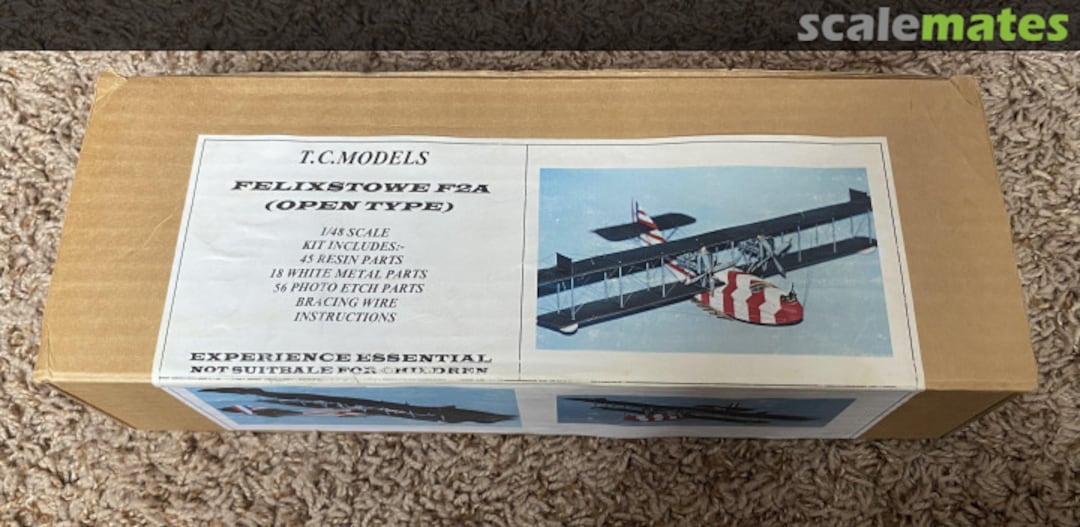 scalemates
T.C.MODELS
FELIXSTOWE F2A
(OPEN TYPE)
1/48 SCALE
KIT INCLUDES:-
45 RESIN PARTS
18 WHITE METAL PARTS
56 PHOTO ETCH PARTS
BRACING WIRE
INSTRUCTIONS
EXPERIENCE ESSENTIAL
NOT SUITBALE FOR CHILDREN